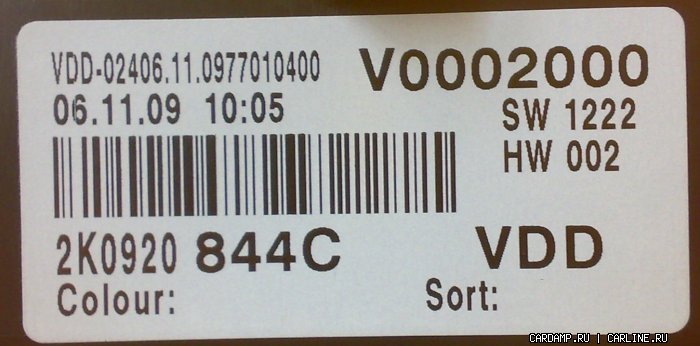 VDD-02406.11.0977010400 V0002000
06.11.09 10:05 SW 1222
HW 002
2K0920 844C VDD
Colour: Sort:
CARDAMP.RU | CARLINE.RU